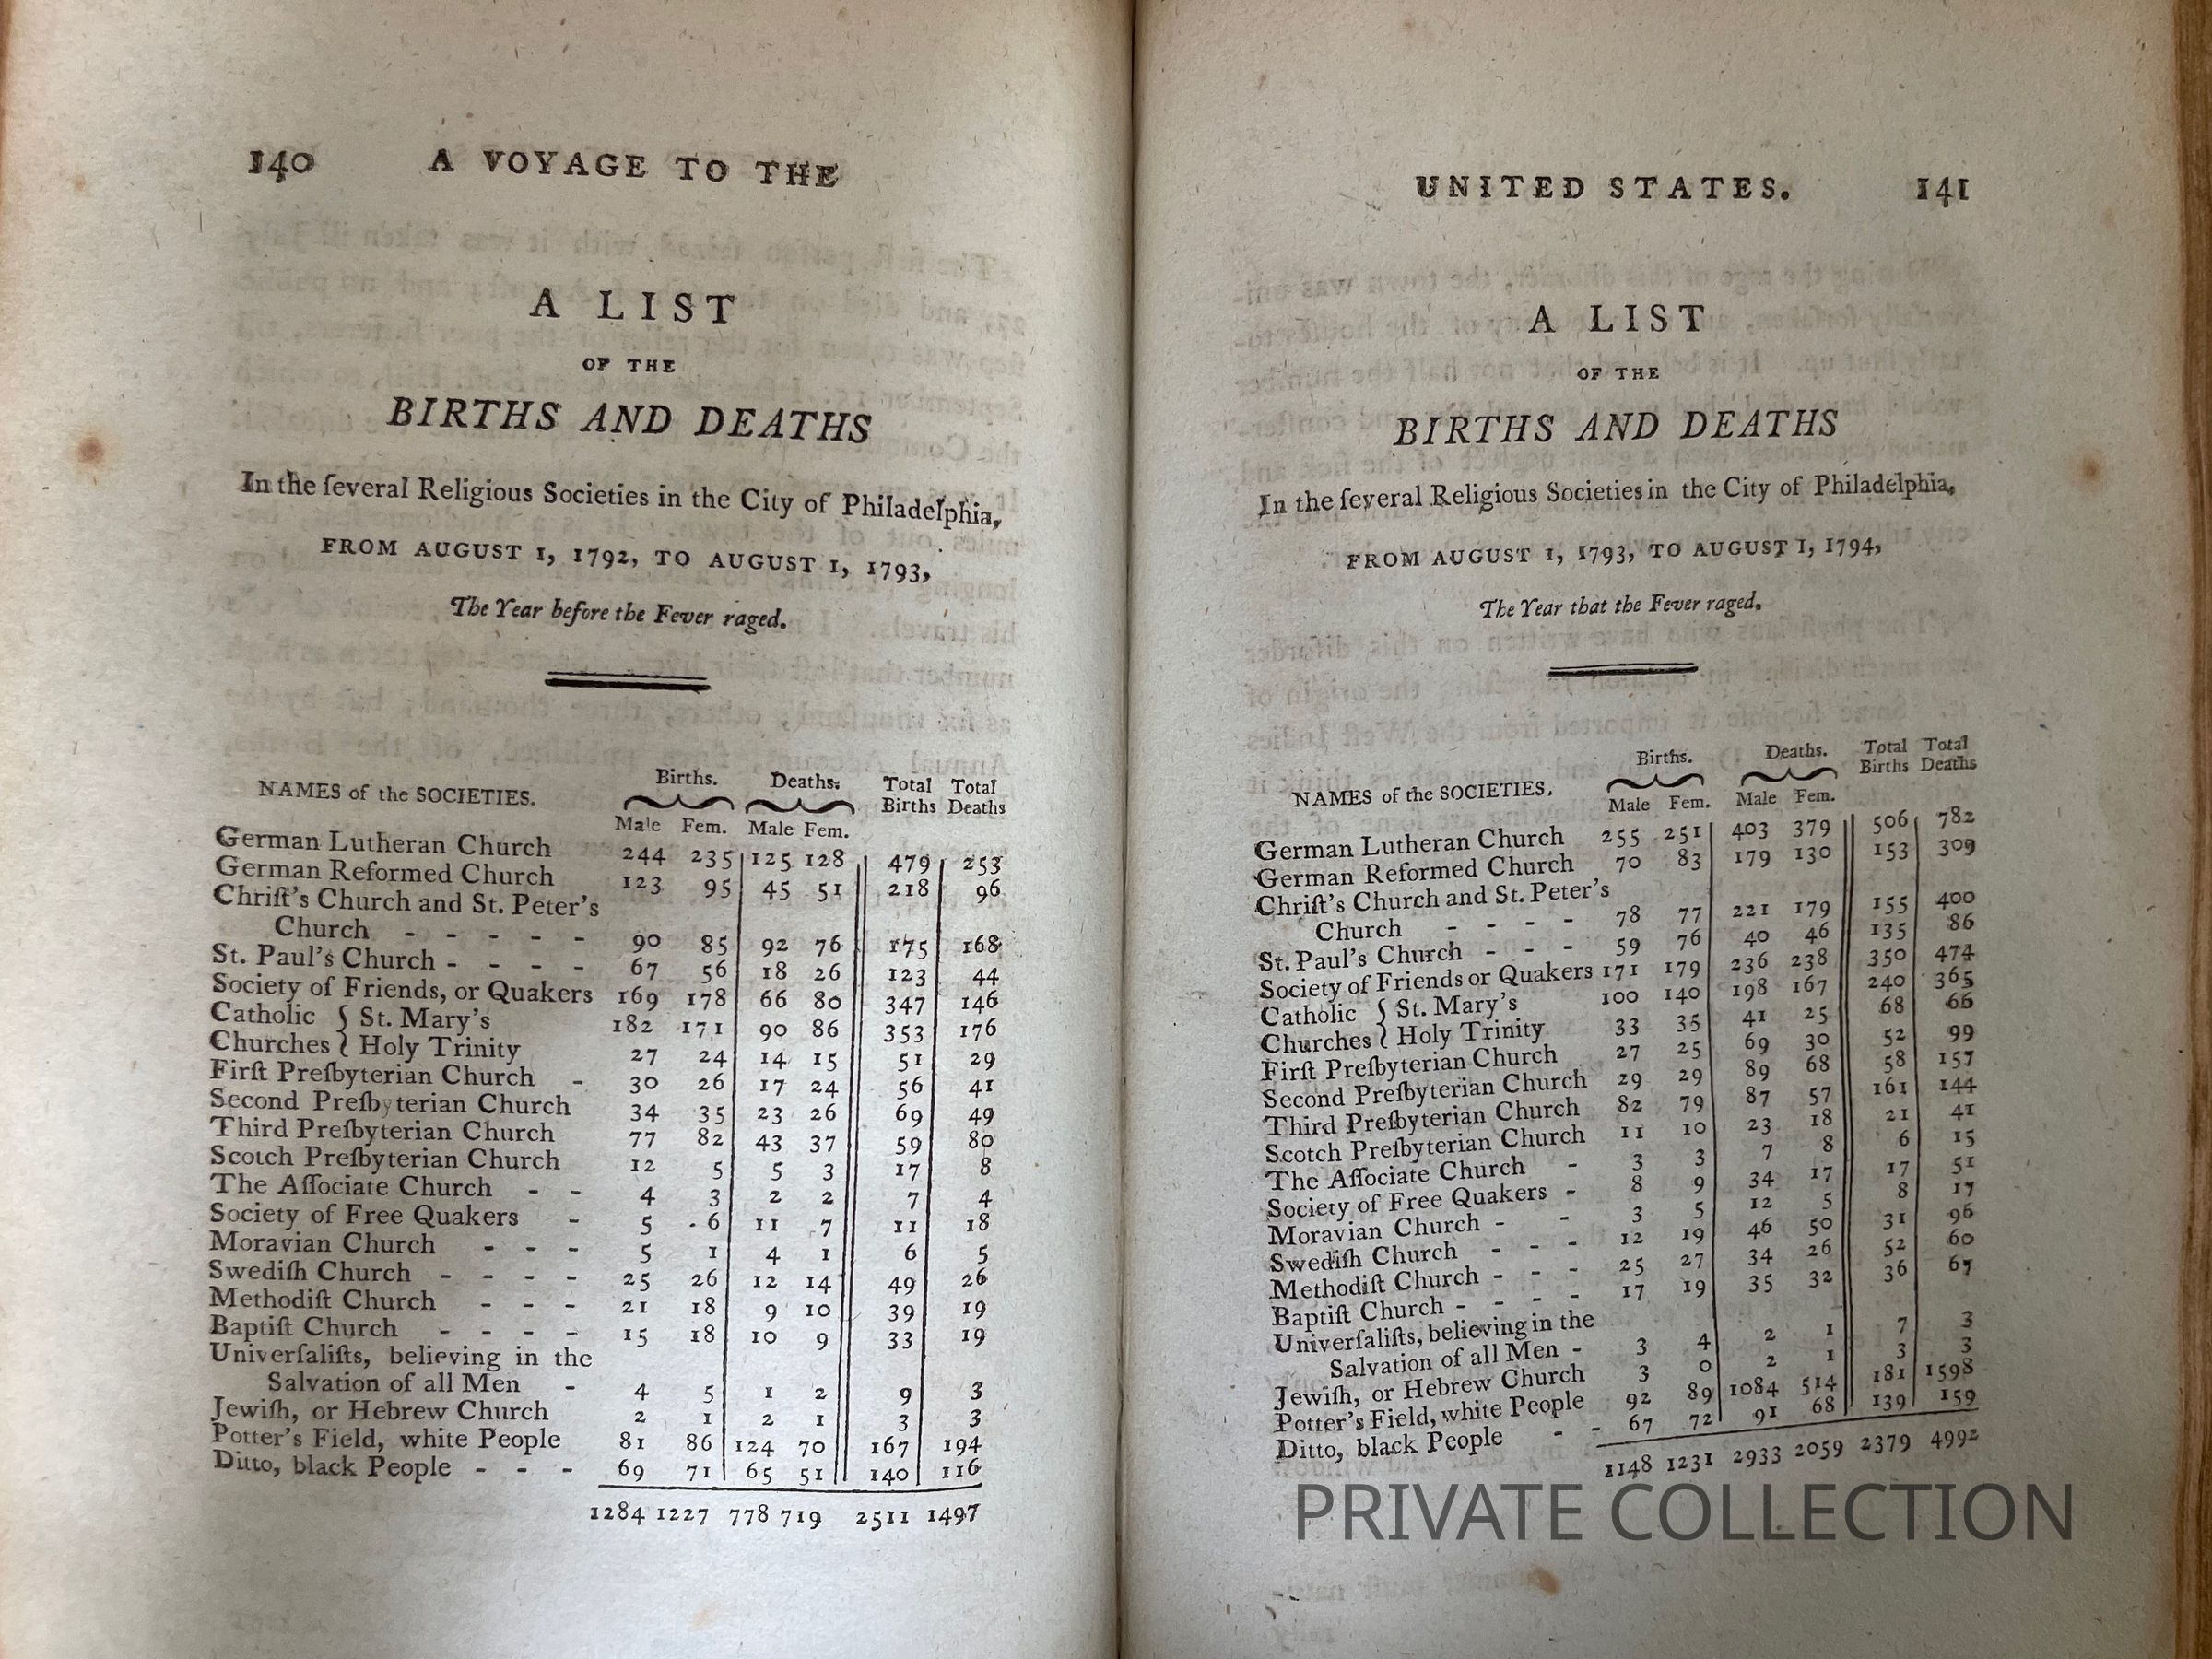 140 A VOYAGE TO THE
A LIST
OF THE
BIRTHS AND DEATHS
In the ſeveral Religious Societies in the City of Philadelphia,
FROM AUGUST 1, 1792, TO AUGUST 1, 1793,
The Year before the Fever raged.
NAMES of the SOCIETIES. Births. Deaths. Total Births Total Deaths
Male Fem. Male Fem.
German Lutheran Church 244 235 125 128 479 253
German Reformed Church 123 95 45 51 218 96
Chriſt's Church and St. Peter's
Church - - - - - 90 85 92 76 175 168
St. Paul's Church - - - - 67 56 18 26 123 44
Society of Friends, or Quakers 169 178 66 80 347 146
Catholic { St. Mary's 182 171 90 86 353 176
Churches { Holy Trinity 27 24 14 15 51 29
Firſt Preſbyterian Church - 30 26 17 24 56 41
Second Preſbyterian Church 34 35 23 26 69 49
Third Preſbyterian Church 77 82 43 37 59 80
Scotch Preſbyterian Church 12 5 5 3 17 8
The Aſſociate Church - - 4 3 2 2 7 4
Society of Free Quakers - 5 6 11 7 11 18
Moravian Church - - - 5 1 4 1 6 5
Swediſh Church - - - - 25 26 12 14 49 26
Methodiſt Church - - - 21 18 9 10 39 19
Baptiſt Church - - - - 15 18 10 9 33 19
Univerſaliſts, believing in the
Salvation of all Men - 4 5 1 2 9 3
Jewiſh, or Hebrew Church 2 1 2 1 3 3
Potter's Field, white People 81 86 124 70 167 194
Ditto, black People - - - 69 71 65 51 140 116
1284 1227 778 719 2511 1497
UNITED STATES. 141
A LIST
OF THE
BIRTHS AND DEATHS
In the ſeveral Religious Societies in the City of Philadelphia,
FROM AUGUST 1, 1793, TO AUGUST 1, 1794,
The Year that the Fever raged.
NAMES of the SOCIETIES. Births. Deaths. Total Births Total Deaths
Male Fem. Male Fem.
German Lutheran Church 255 251 403 379 506 782
German Reformed Church 70 83 179 130 153 309
Chriſt's Church and St. Peter's
Church - - - - 78 77 221 179 155 400
St. Paul's Church - - - 59 76 40 46 135 86
Society of Friends or Quakers 171 179 236 238 350 474
Catholic { St. Mary's 100 140 198 167 240 365
Churches { Holy Trinity 33 35 41 25 68 66
Firſt Preſbyterian Church 27 25 69 30 52 99
Second Preſbyterian Church 29 29 89 68 58 157
Third Preſbyterian Church 82 79 87 57 161 144
Scotch Preſbyterian Church 11 10 23 18 21 41
The Aſſociate Church - 3 3 7 8 6 15
Society of Free Quakers - 8 9 34 17 17 51
Moravian Church - - 3 5 12 5 8 17
Swediſh Church - - - 12 19 46 50 31 96
Methodiſt Church - - - 25 27 34 26 52 60
Baptiſt Church - - - - 17 19 35 32 36 67
Univerſaliſts, believing in the
Salvation of all Men - 3 4 2 1 7 3
Jewiſh, or Hebrew Church 3 0 2 1 3 3
Potter's Field, white People 92 89 1084 514 181 1598
Ditto, black People - - 67 72 91 68 139 159
1148 1231 2933 2059 2379 4992
PRIVATE COLLECTION